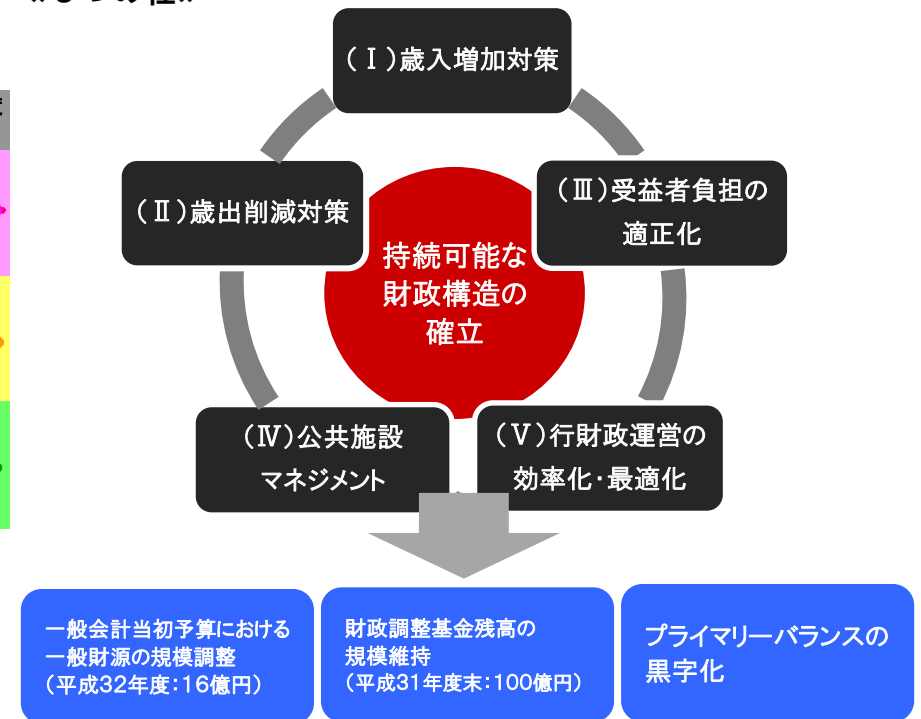 (Ⅰ)歳入増加対策
(Ⅱ)歳出削減対策
(Ⅲ)受益者負担の
適正化
持続可能な
財政構造の
確立
(Ⅳ)公共施設
マネジメント
(Ⅴ)行財政運営の
効率化・最適化
一般会計当初予算における
一般財源の規模調整
(平成32年度:16億円)
財政調整基金残高の
規模維持
(平成31年度末:100億円)
プライマリーバランスの
黒字化